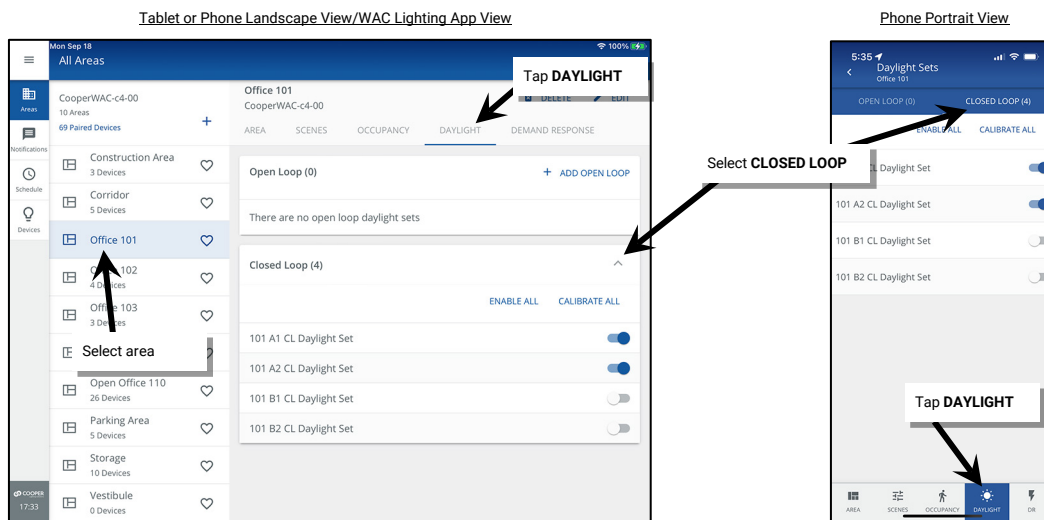 Tablet or Phone Landscape View/WAC Lighting App View
Mon Sep 18
100%
All Areas
Areas
Notifications
Schedule
Devices
COOPER
17:33
CooperWAC-c4-00
10 Areas
69 Paired Devices
+
Construction Area
3 Devices
Corridor
5 Devices
Office 101
102
4
Office 103
3
Select area
Open Office 110
26 Devices
Parking Area
5 Devices
Storage
10 Devices
Vestibule
0 Devices
Office 101
CooperWAC-c4-00
DELETE EDIT
Tap DAYLIGHT
AREA SCENES OCCUPANCY DAYLIGHT DEMAND RESPONSE
Open Loop (0) + ADD OPEN LOOP
There are no open loop daylight sets
Closed Loop (4)
ENABLE ALL CALIBRATE ALL
101 A1 CL Daylight Set
101 A2 CL Daylight Set
101 B1 CL Daylight Set
101 B2 CL Daylight Set
Select CLOSED LOOP
Phone Portrait View
5:35
Daylight Sets
Office 101
OPEN LOOP (0) CLOSED LOOP (4)
ENABLE ALL CALIBRATE ALL
Daylight Set
101 A2 CL Daylight Set
101 B1 CL Daylight Set
101 B2 CL Daylight Set
Tap DAYLIGHT
AREA SCENES OCCUPANCY DAYLIGHT DR